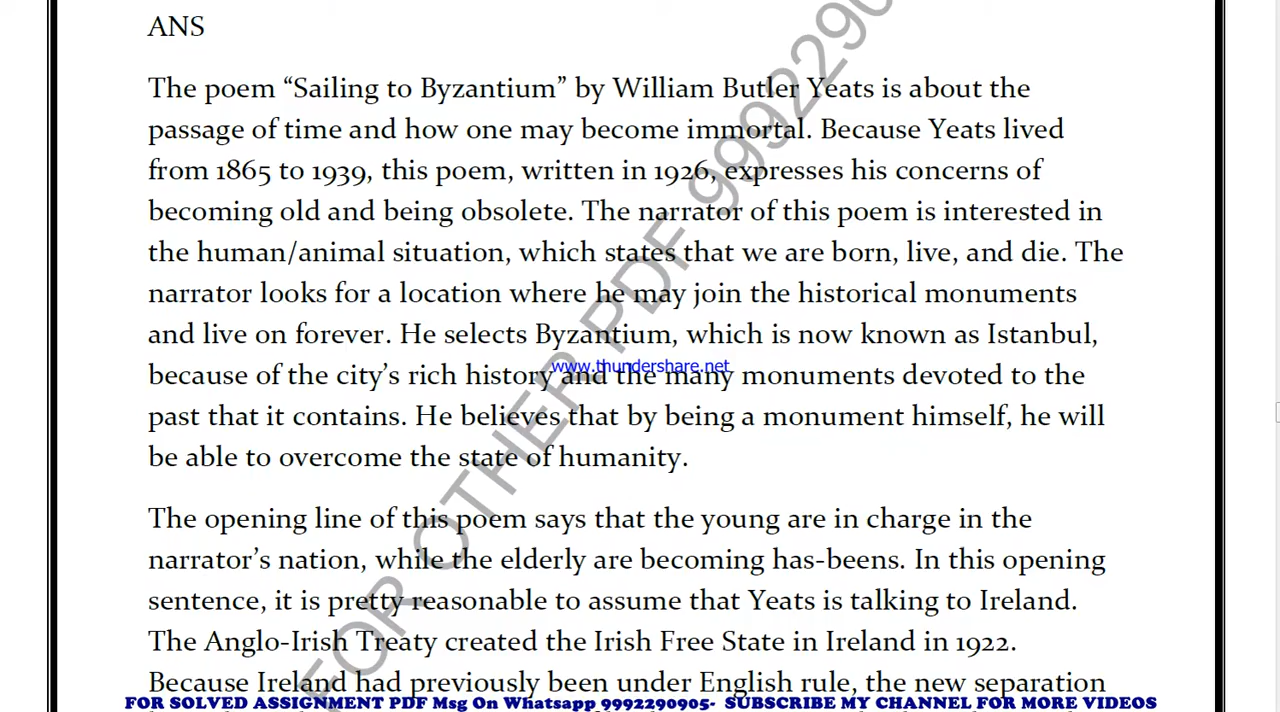 ANS
The poem “Sailing to Byzantium” by William Butler Yeats is about the
passage of time and how one may become immortal. Because Yeats lived
from 1865 to 1939, this poem, written in 1926, expresses his concerns of
becoming old and being obsolete. The narrator of this poem is interested in
the human/animal situation, which states that we are born, live, and die. The
narrator looks for a location where he may join the historical monuments
and live on forever. He selects Byzantium, which is now known as Istanbul,
www.thundershare.net
because of the city’s rich history and the many monuments devoted to the
past that it contains. He believes that by being a monument himself, he will
be able to overcome the state of humanity.
The opening line of this poem says that the young are in charge in the
narrator’s nation, while the elderly are becoming has-beens. In this opening
sentence, it is pretty reasonable to assume that Yeats is talking to Ireland.
The Anglo-Irish Treaty created the Irish Free State in Ireland in 1922.
Because Ireland had previously been under English rule, the new separation
FOR OTHER PDF 9992290
FOR SOLVED ASSIGNMENT PDF Msg On Whatsapp 9992290905- SUBSCRIBE MY CHANNEL FOR MORE VIDEOS